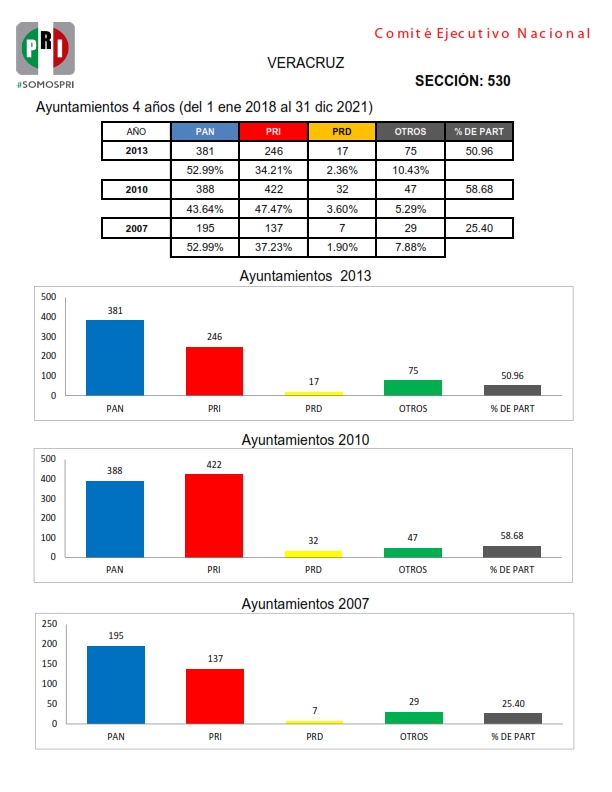 Comité Ejecutivo Nacional
PRI
#SOMOSPRI
VERACRUZ
SECCIÓN: 530
Ayuntamientos 4 años (del 1 ene 2018 al 31 dic 2021)
AÑO PAN PRI PRD OTROS % DE PART
2013 381 246 17 75 50.96
52.99% 34.21% 2.36% 10.43%
2010 388 422 32 47 58.68
43.64% 47.47% 3.60% 5.29%
2007 195 137 7 29 25.40
52.99% 37.23% 1.90% 7.88%
Ayuntamientos 2013
500
400
300
200
100
0
381
246
17
75
50.96
PAN PRI PRD OTROS % DE PART
Ayuntamientos 2010
500
400
300
200
100
0
388
422
32
47
58.68
PAN PRI PRD OTROS % DE PART
Ayuntamientos 2007
250
200
150
100
50
0
195
137
7
29
25.40
PAN PRI PRD OTROS % DE PART